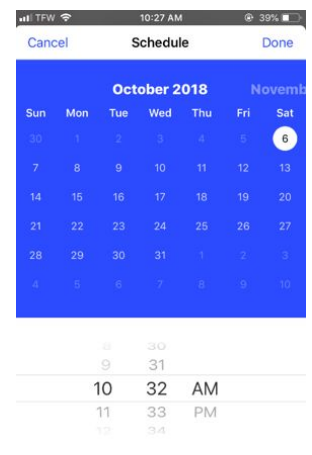 TFW 10:27 AM 39%
Cancel Schedule Done
October 2018 Novemb
Sun Mon Tue Wed Thu Fri Sat
30 1 2 3 4 5 6
7 8 9 10 11 12 13
14 15 16 17 18 19 20
21 22 23 24 25 26 27
28 29 30 31 1 2 3
4 5 6 7 8 9 10
8 30
9 31
10 32 AM
11 33 PM
12 34